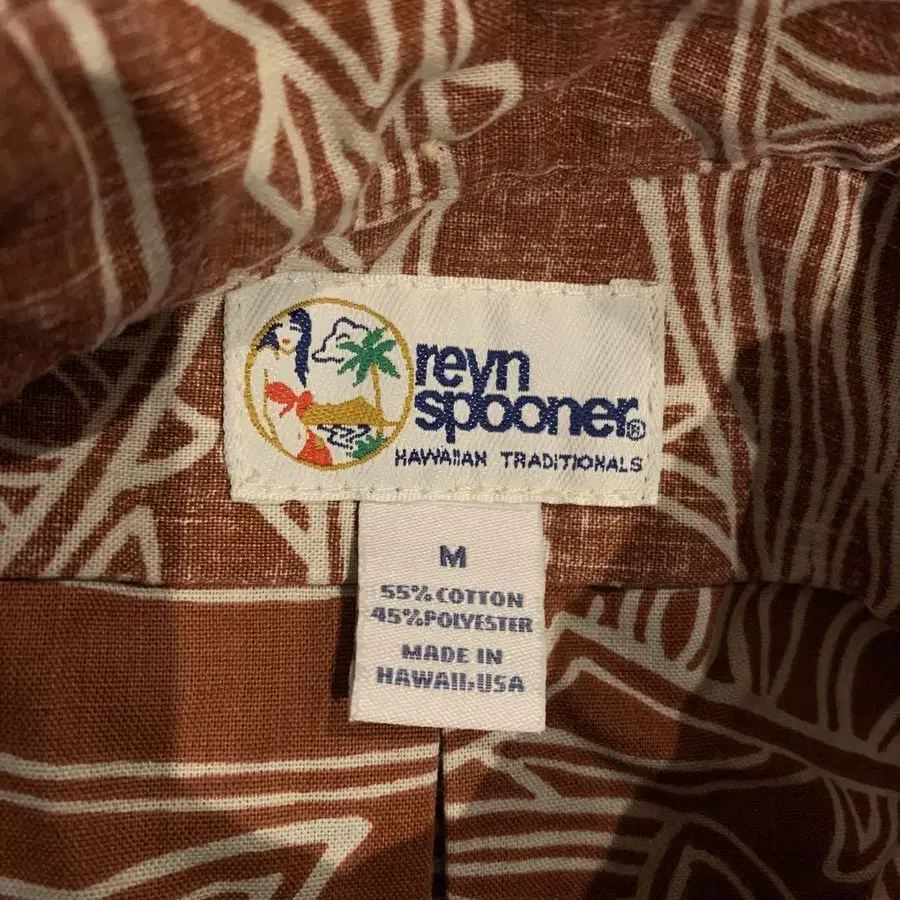 reyn
spooner®
HAWAIIAN TRADITIONALS
M
55% COTTON
45% POLYESTER
MADE IN
HAWAII,USA